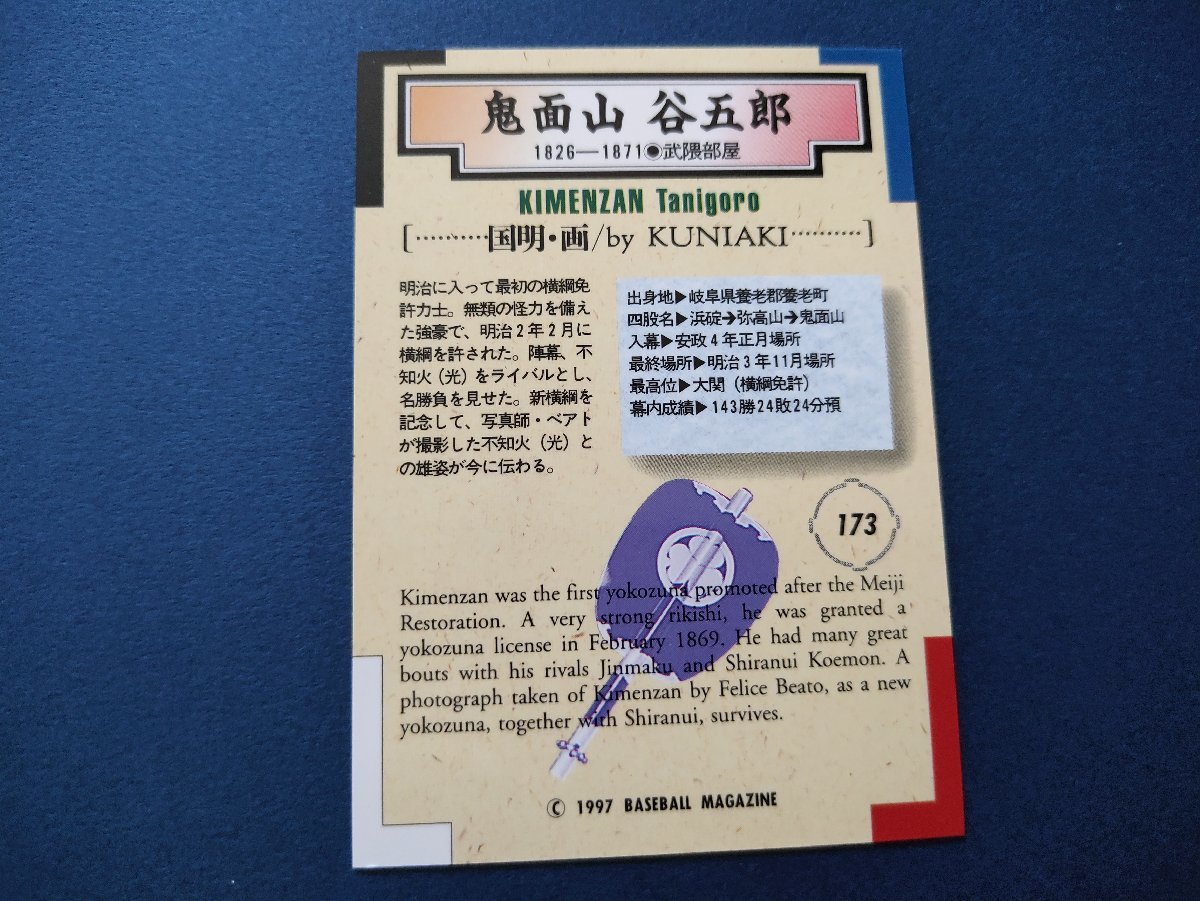 鬼面山 谷五郎
1826—1871◉武隈部屋
KIMENZAN Tanigoro
[··········国明・画/by KUNIAKI··········]
明治に入って最初の横綱免
許力士。無類の怪力を備え
た強豪で、明治2年2月に
横綱を許された。陣幕、不
知火（光）をライバルとし、
名勝負を見せた。新横綱を
記念して、写真師・ベアト
が撮影した不知火（光）と
の雄姿が今に伝わる。
出身地▶岐阜県養老郡養老町
四股名▶浜碇→弥高山→鬼面山
入幕▶安政4年正月場所
最終場所▶明治3年11月場所
最高位▶大関（横綱免許）
幕内成績▶143勝24敗24分預
173
Kimenzan was the first yokozuna promoted after the Meiji
Restoration. A very strong rikishi, he was granted a
yokozuna license in February 1869. He had many great
bouts with his rivals Jinmaku and Shiranui Koemon. A
photograph taken of Kimenzan by Felice Beato, as a new
yokozuna, together with Shiranui, survives.
© 1997 BASEBALL MAGAZINE